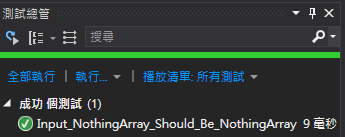 測試總管
搜尋
全部執行 | 執行... | 播放清單: 所有測試
成功 個測試 (1)
Input_NothingArray_Should_Be_NothingArray 9 毫秒